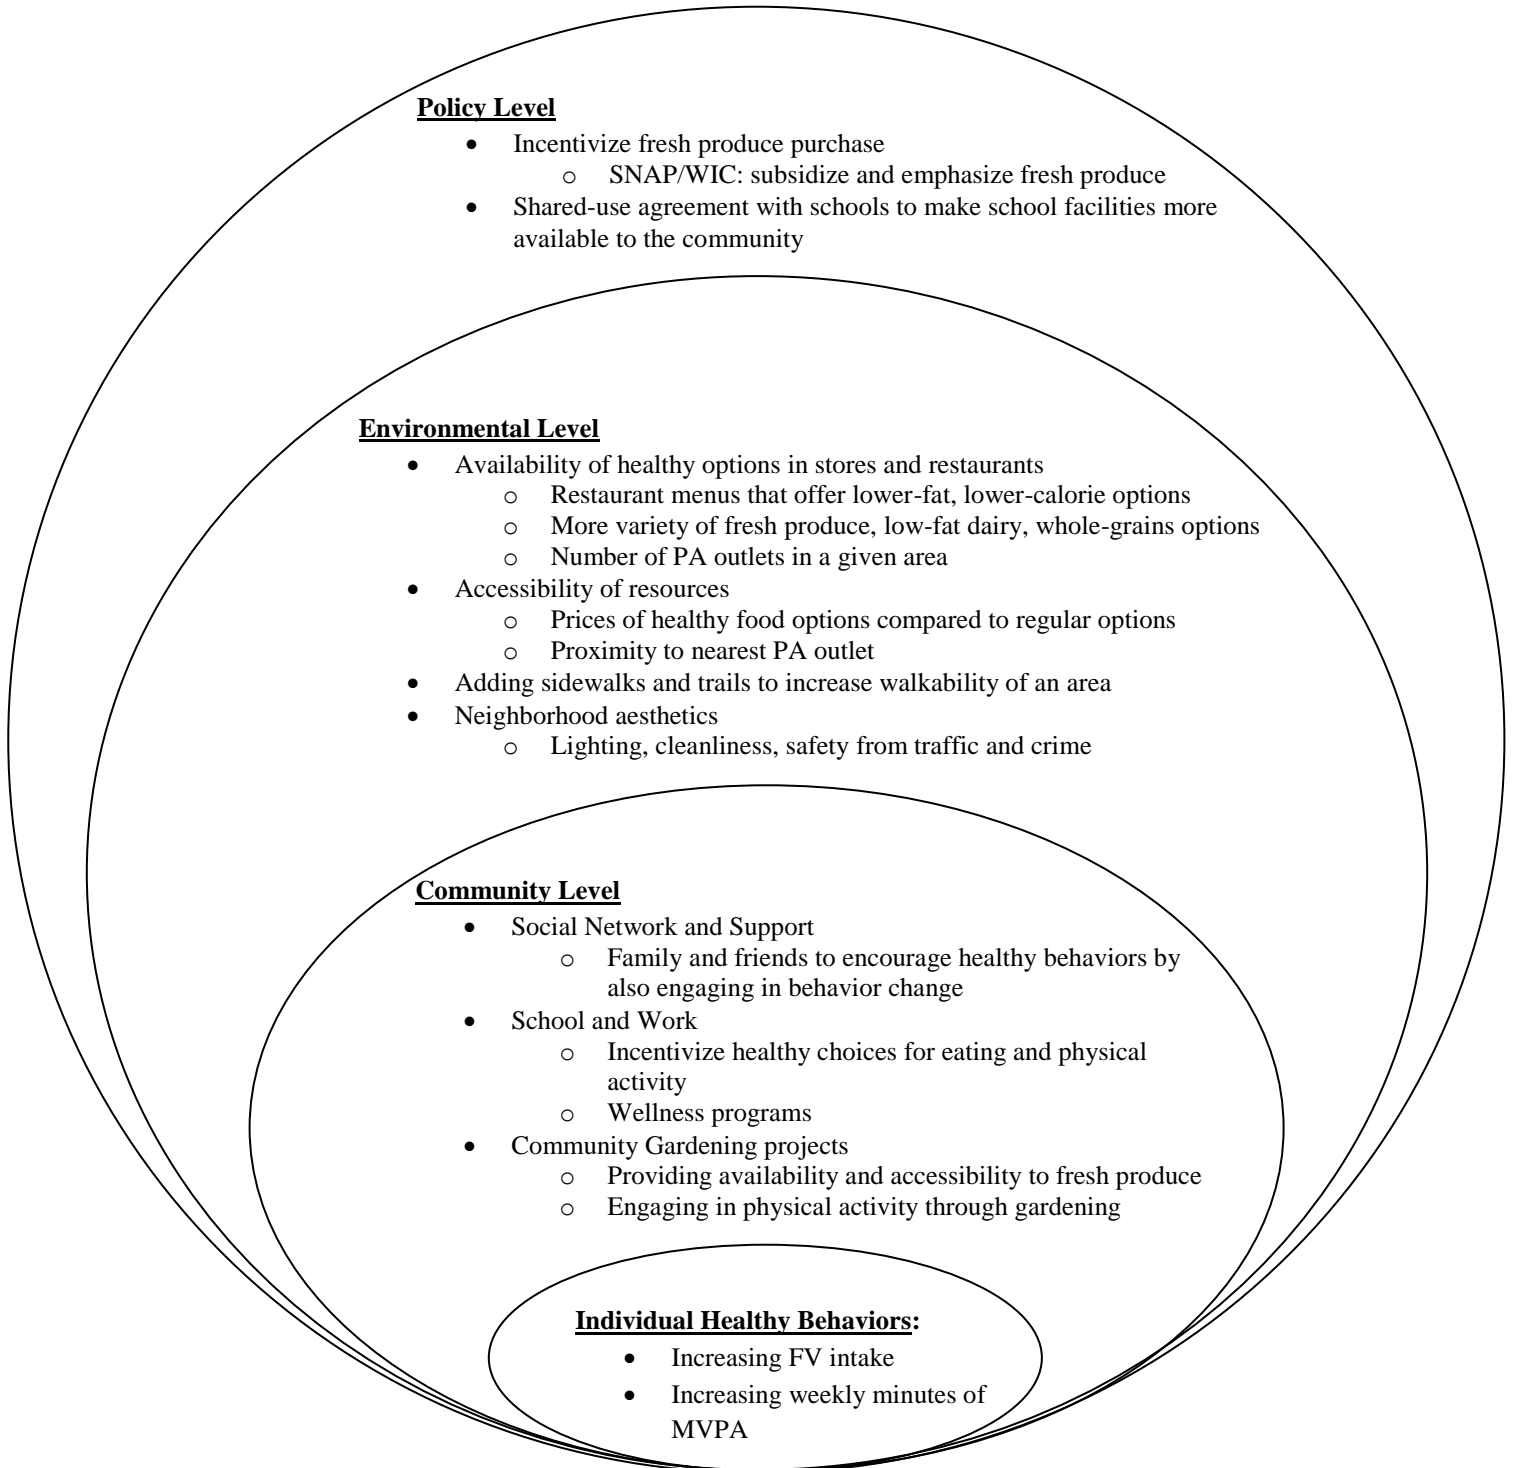 Policy Level
• Incentivize fresh produce purchase
o SNAP/WIC: subsidize and emphasize fresh produce
• Shared-use agreement with schools to make school facilities more
available to the community
Environmental Level
• Availability of healthy options in stores and restaurants
o Restaurant menus that offer lower-fat, lower-calorie options
o More variety of fresh produce, low-fat dairy, whole-grains options
o Number of PA outlets in a given area
• Accessibility of resources
o Prices of healthy food options compared to regular options
o Proximity to nearest PA outlet
• Adding sidewalks and trails to increase walkability of an area
• Neighborhood aesthetics
o Lighting, cleanliness, safety from traffic and crime
Community Level
• Social Network and Support
o Family and friends to encourage healthy behaviors by
also engaging in behavior change
• School and Work
o Incentivize healthy choices for eating and physical
activity
o Wellness programs
• Community Gardening projects
o Providing availability and accessibility to fresh produce
o Engaging in physical activity through gardening
Individual Healthy Behaviors:
• Increasing FV intake
• Increasing weekly minutes of
MVPA